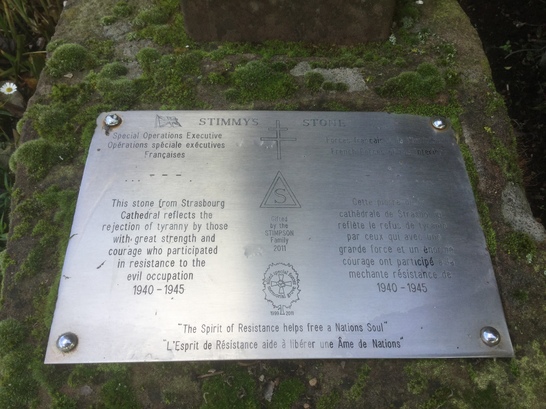 STIMMYS STONE
Special Operations Executive
Opérations spéciale exécutives
Françaises
... — — — ...
This stone from Strasbourg
Cathedral reflects the
rejection of tyranny by those
with great strength and
courage who participated
in resistance to the
evil occupation
1940 - 1945
S
by the
STIMPSON
Family
2011
Cette
cathédrale de Strasbourg
reflète le refus de
par ceux qui
grande force et un
courage ont participé
mechante résistance de
1940 - 1945
"The Spirit of Resistance helps free a Nations Soul"
"L'Esprit de Résistance aide à libérer une Âme de Nations"